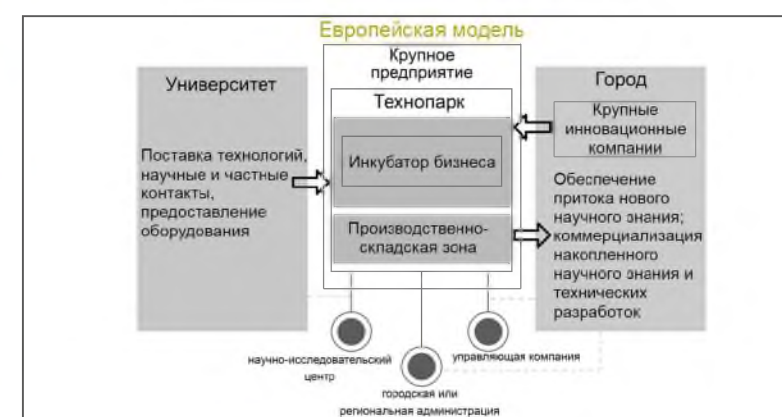 Европейская модель
Крупное
предприятие
Университет
Поставка технологий,
научные и частные
контакты,
предоставление
оборудования
Технопарк
Инкубатор бизнеса
Производственно-
складская зона
Город
Крупные
инновационные
компании
Обеспечение
притока нового
научного знания;
коммерциализация
накопленного
научного знания и
технических
разработок
научно-исследовательский
центр
городская или
региональная администрация
управляющая компания